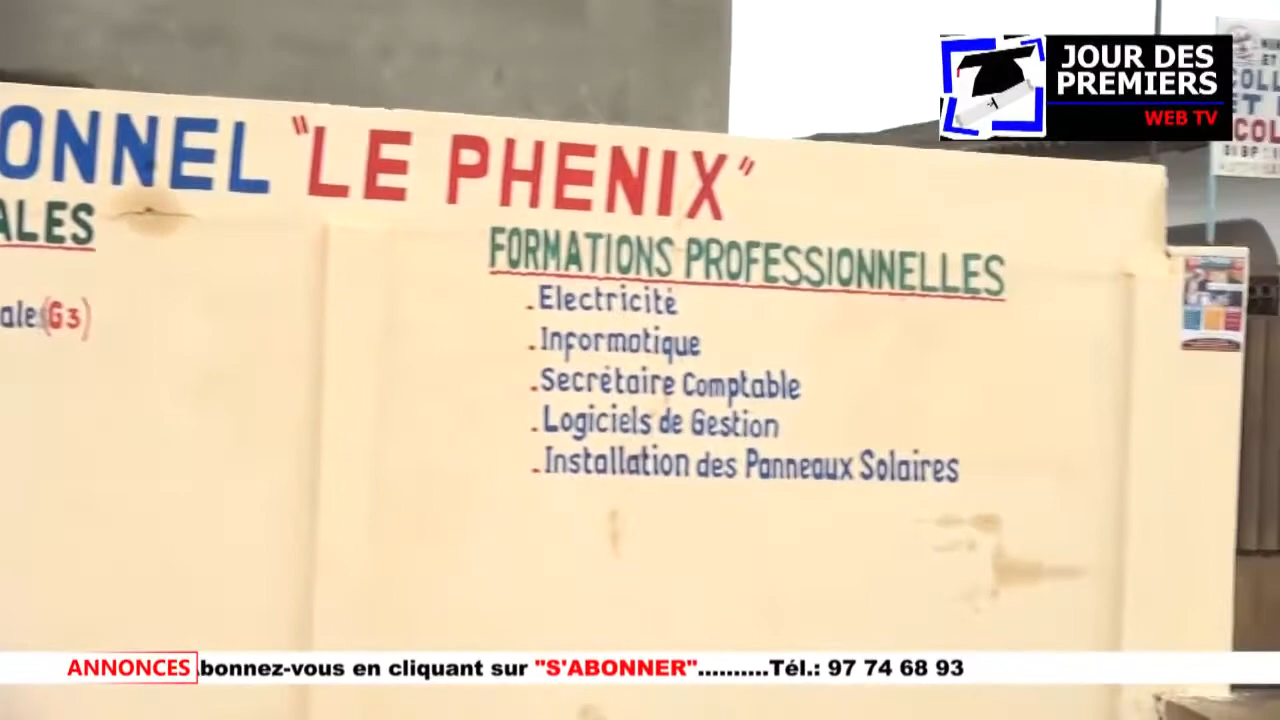 JOUR DES
PREMIERS
WEB TV
ONNEL "LE PHENIX"
ALES
ale (G3)
FORMATIONS PROFESSIONNELLES
. Electricité
. Informatique
. Secrétaire Comptable
. Logiciels de Gestion
. Installation des Panneaux Solaires
ANNONCES bonnez-vous en cliquant sur "S'ABONNER"..........Tél.: 97 74 68 93